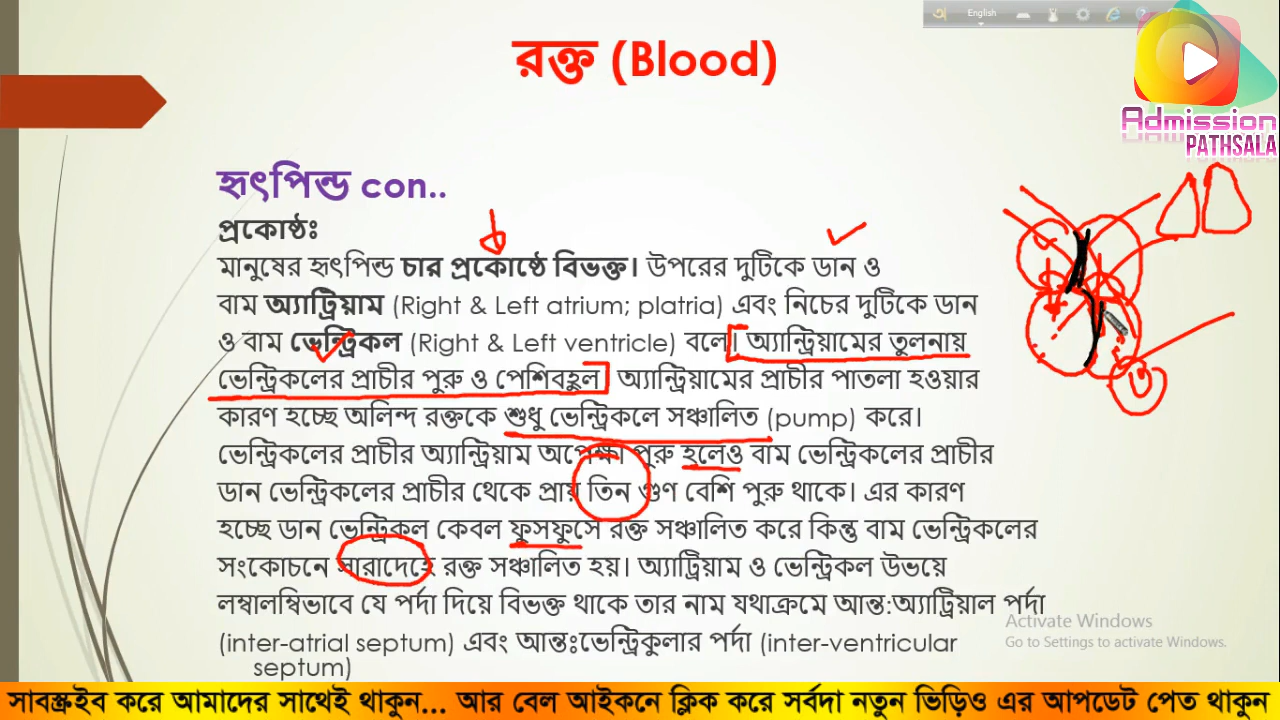 English
রক্ত (Blood)
Admission
PATHSALA
হৃৎপিন্ড con..
প্রকোষ্ঠঃ
মানুষের হৃৎপিন্ড চার প্রকোষ্ঠে বিভক্ত। উপরের দুটিকে ডান ও
বাম অ্যাট্রিয়াম (Right & Left atrium; platria) এবং নিচের দুটিকে ডান
ও বাম ভেন্ট্রিকল (Right & Left ventricle) বলে। অ্যান্ট্রিয়ামের তুলনায়
ভেন্ট্রিকলের প্রাচীর পুরু ও পেশিবহুল। অ্যান্ট্রিয়ামের প্রাচীর পাতলা হওয়ার
কারণ হচ্ছে অলিন্দ রক্তকে শুধু ভেন্ট্রিকলে সঞ্চালিত (pump) করে।
ভেন্ট্রিকলের প্রাচীর অ্যান্ট্রিয়াম অপেক্ষা পুরু হলেও বাম ভেন্ট্রিকলের প্রাচীর
ডান ভেন্ট্রিকলের প্রাচীর থেকে প্রায় তিন গুণ বেশি পুরু থাকে। এর কারণ
হচ্ছে ডান ভেন্ট্রিকল কেবল ফুসফুসে রক্ত সঞ্চালিত করে কিন্তু বাম ভেন্ট্রিকলের
সংকোচনে সারাদেহে রক্ত সঞ্চালিত হয়। অ্যাট্রিয়াম ও ভেন্ট্রিকল উভয়ে
লম্বালম্বিভাবে যে পর্দা দিয়ে বিভক্ত থাকে তার নাম যথাক্রমে আন্ত:অ্যাট্রিয়াল পর্দা
(inter-atrial septum) এবং আন্তঃভেন্ট্রিকুলার পর্দা (inter-ventricular
septum)
Activate Windows
Go to Settings to activate Windows.
সাবস্ক্রইব করে আমাদের সাথেই থাকুন... আর বেল আইকনে ক্লিক করে সর্বদা নতুন ভিড়িও এর আপডেট পেত থাকুন